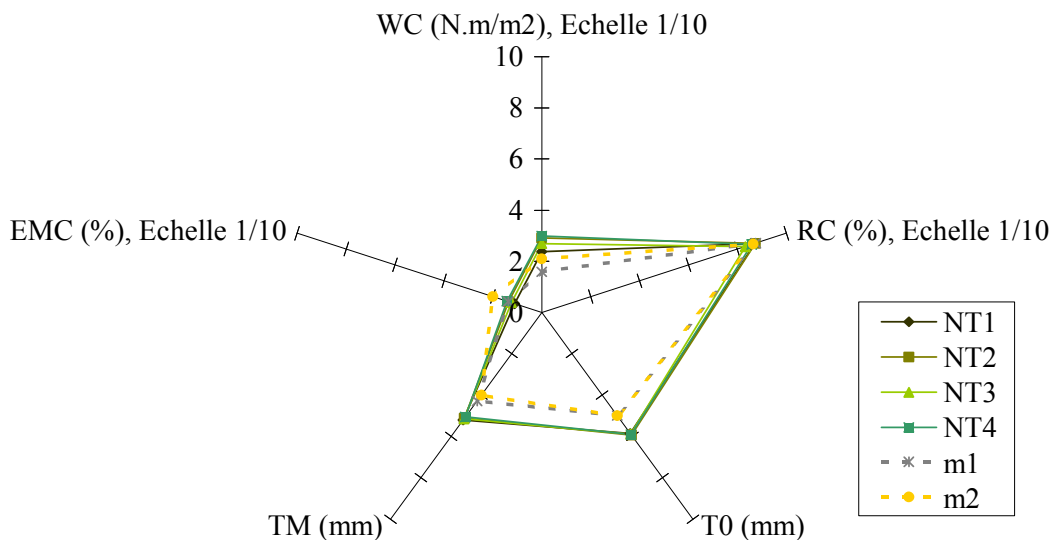 WC (N.m/m2), Echelle 1/10
10
8
6
4
2
0
EMC (%), Echelle 1/10
RC (%), Echelle 1/10
TM (mm)
T0 (mm)
NT1
NT2
NT3
NT4
m1
m2